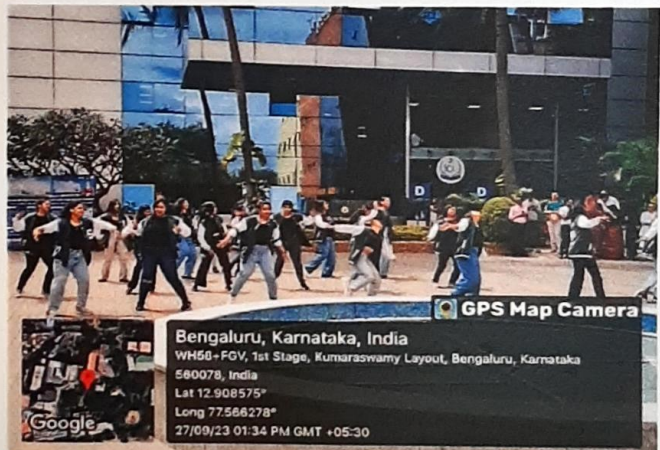 D
D
GPS Map Camera
Bengaluru, Karnataka, India
WH58+FGV, 1st Stage, Kumaraswamy Layout, Bengaluru, Karnataka
560078, India
Lat 12.908575°
Long 77.566278°
27/09/23 01:34 PM GMT +05:30
Google